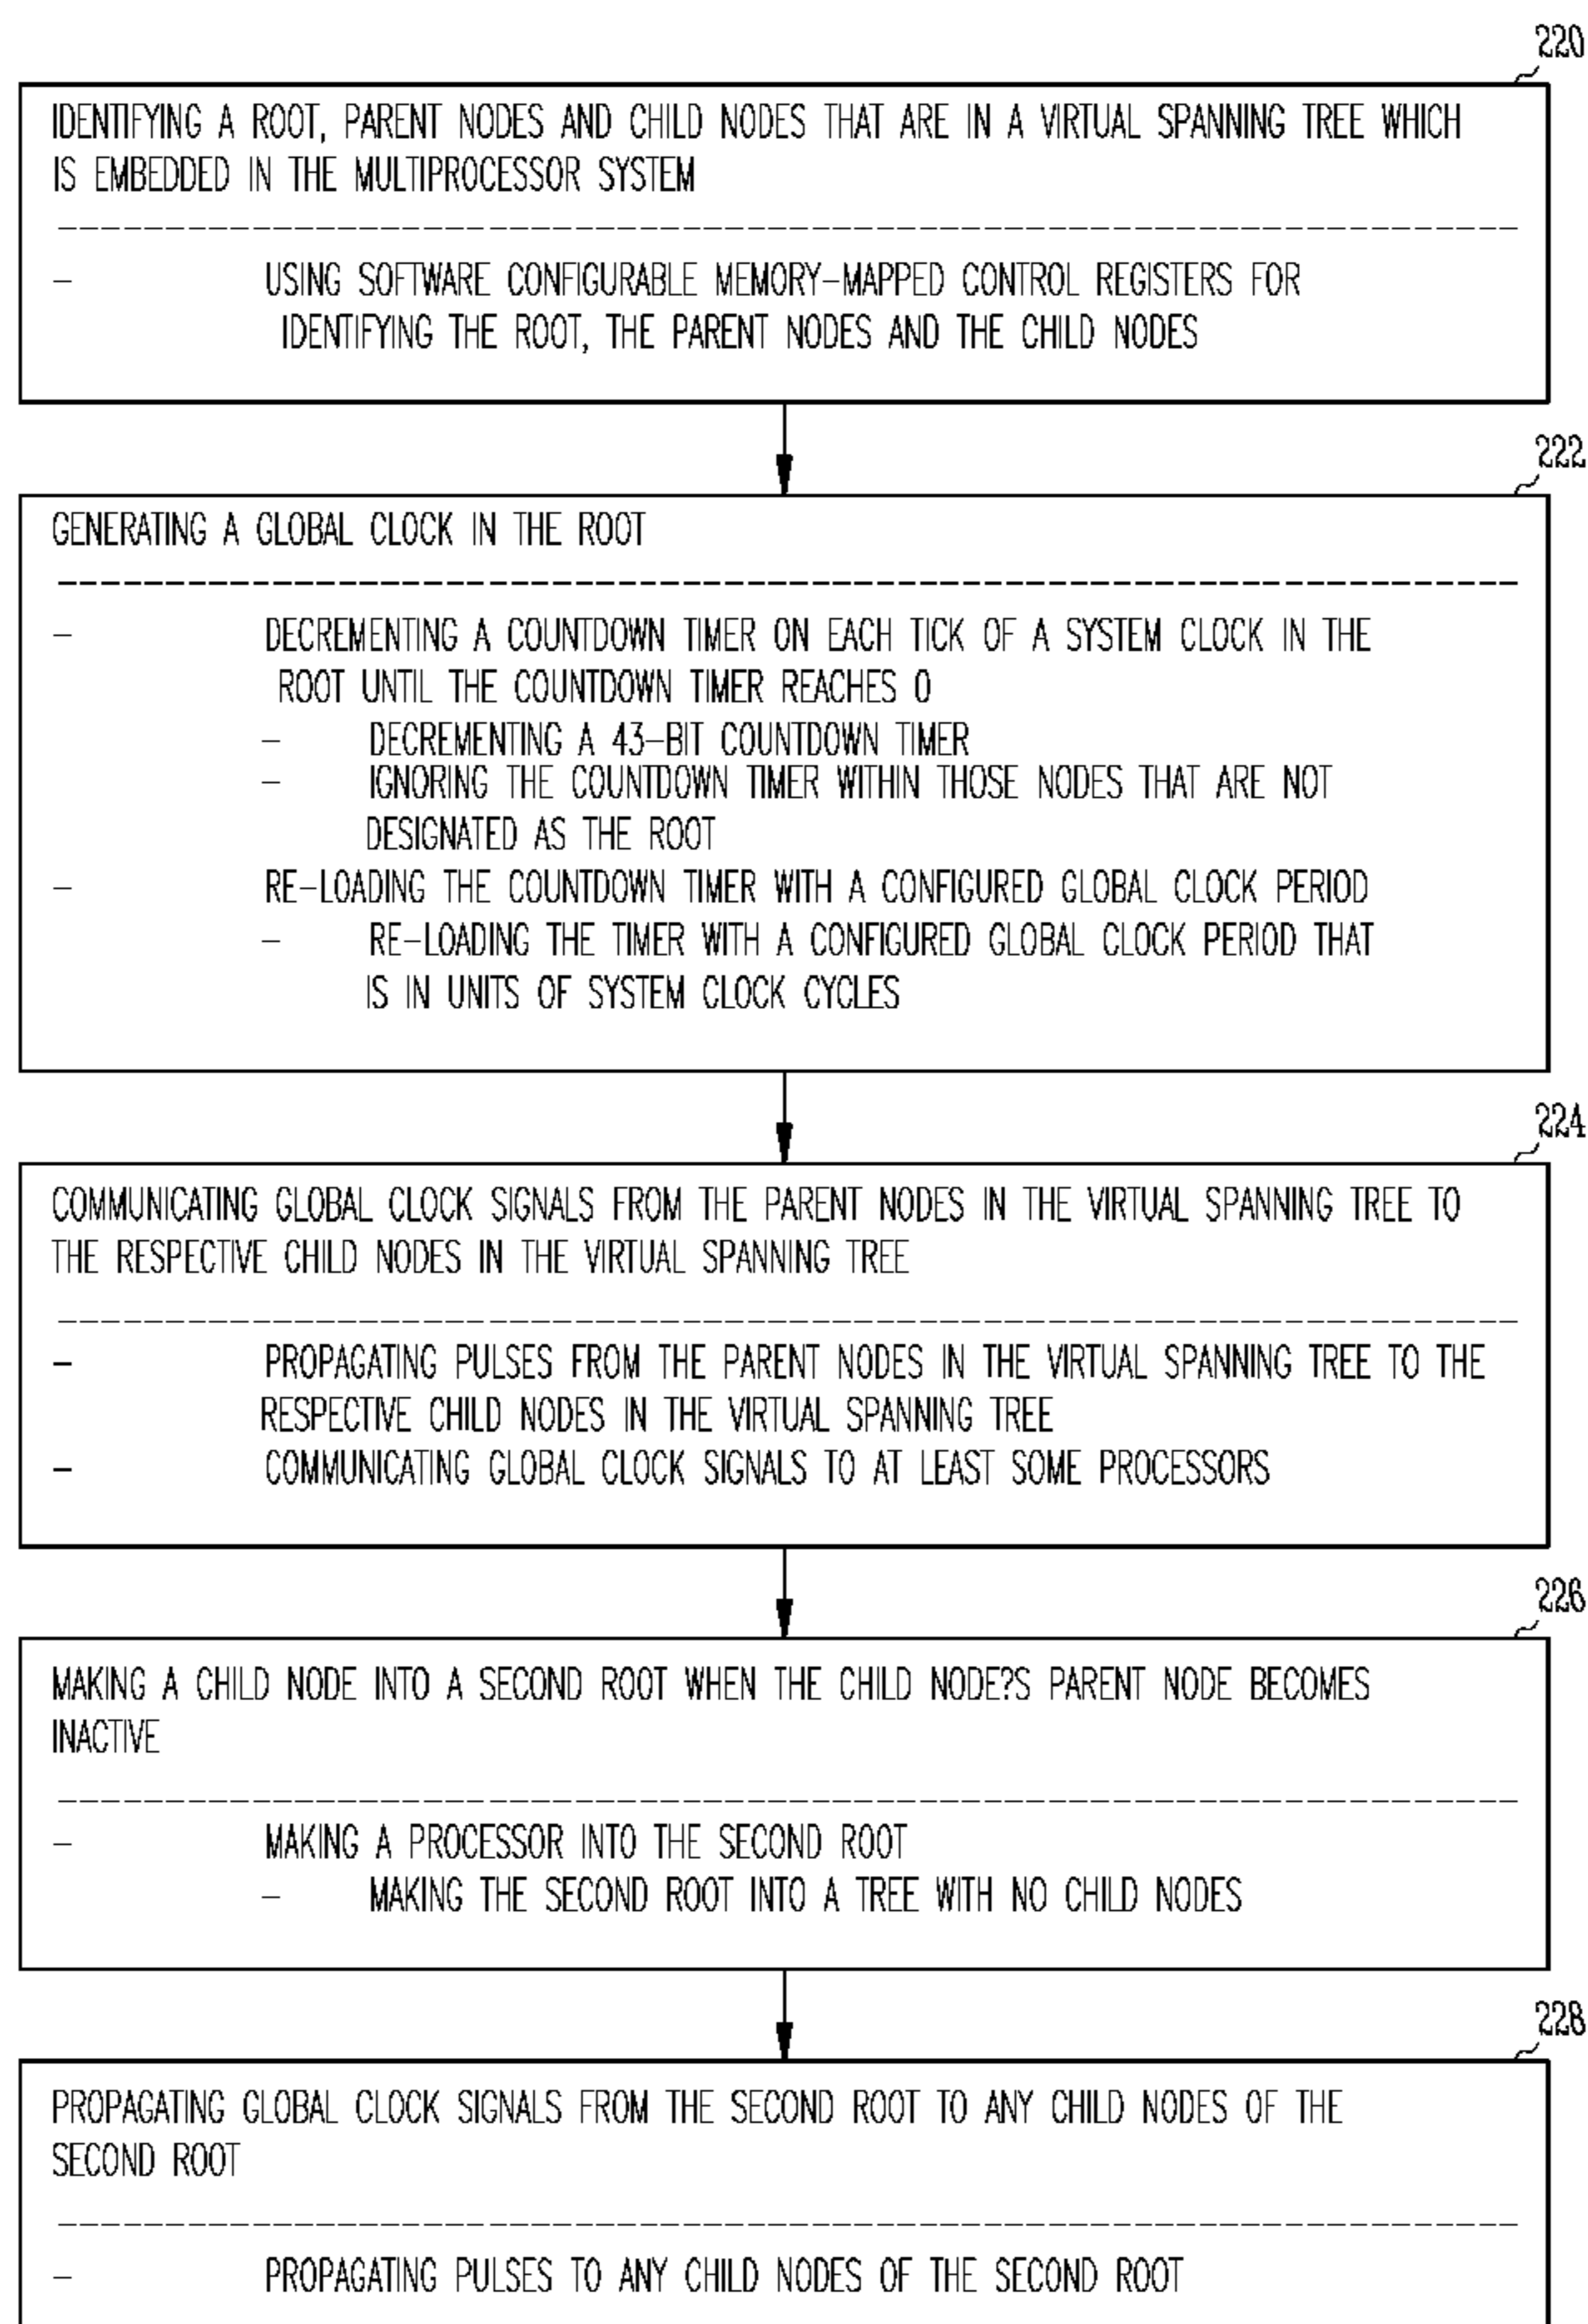 220
IDENTIFYING A ROOT, PARENT NODES AND CHILD NODES THAT ARE IN A VIRTUAL SPANNING TREE WHICH
IS EMBEDDED IN THE MULTIPROCESSOR SYSTEM
- USING SOFTWARE CONFIGURABLE MEMORY-MAPPED CONTROL REGISTERS FOR
IDENTIFYING THE ROOT, THE PARENT NODES AND THE CHILD NODES
222
GENERATING A GLOBAL CLOCK IN THE ROOT
- DECREMENTING A COUNTDOWN TIMER ON EACH TICK OF A SYSTEM CLOCK IN THE
ROOT UNTIL THE COUNTDOWN TIMER REACHES 0
- DECREMENTING A 43-BIT COUNTDOWN TIMER
- IGNORING THE COUNTDOWN TIMER WITHIN THOSE NODES THAT ARE NOT
DESIGNATED AS THE ROOT
- RE-LOADING THE COUNTDOWN TIMER WITH A CONFIGURED GLOBAL CLOCK PERIOD
- RE-LOADING THE TIMER WITH A CONFIGURED GLOBAL CLOCK PERIOD THAT
IS IN UNITS OF SYSTEM CLOCK CYCLES
224
COMMUNICATING GLOBAL CLOCK SIGNALS FROM THE PARENT NODES IN THE VIRTUAL SPANNING TREE TO
THE RESPECTIVE CHILD NODES IN THE VIRTUAL SPANNING TREE
- PROPAGATING PULSES FROM THE PARENT NODES IN THE VIRTUAL SPANNING TREE TO THE
RESPECTIVE CHILD NODES IN THE VIRTUAL SPANNING TREE
- COMMUNICATING GLOBAL CLOCK SIGNALS TO AT LEAST SOME PROCESSORS
226
MAKING A CHILD NODE INTO A SECOND ROOT WHEN THE CHILD NODE?S PARENT NODE BECOMES
INACTIVE
- MAKING A PROCESSOR INTO THE SECOND ROOT
- MAKING THE SECOND ROOT INTO A TREE WITH NO CHILD NODES
228
PROPAGATING GLOBAL CLOCK SIGNALS FROM THE SECOND ROOT TO ANY CHILD NODES OF THE
SECOND ROOT
- PROPAGATING PULSES TO ANY CHILD NODES OF THE SECOND ROOT